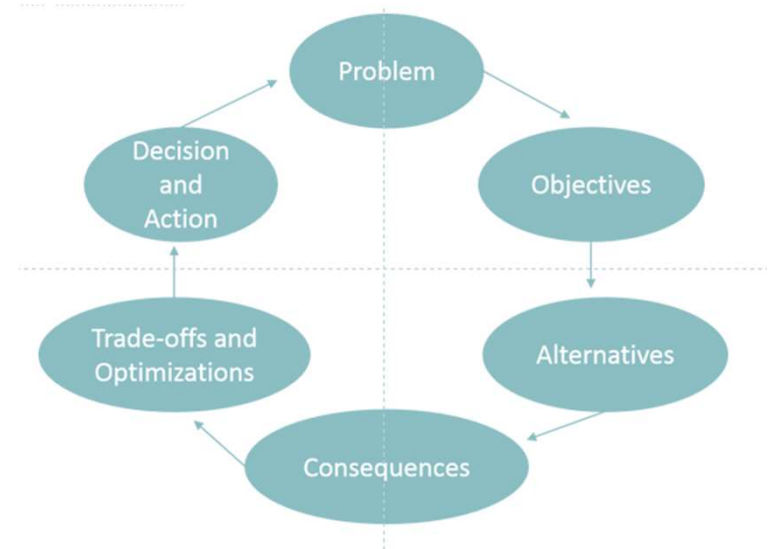 Problem
Objectives
Alternatives
Consequences
Trade-offs and
Optimizations
Decision
and
Action